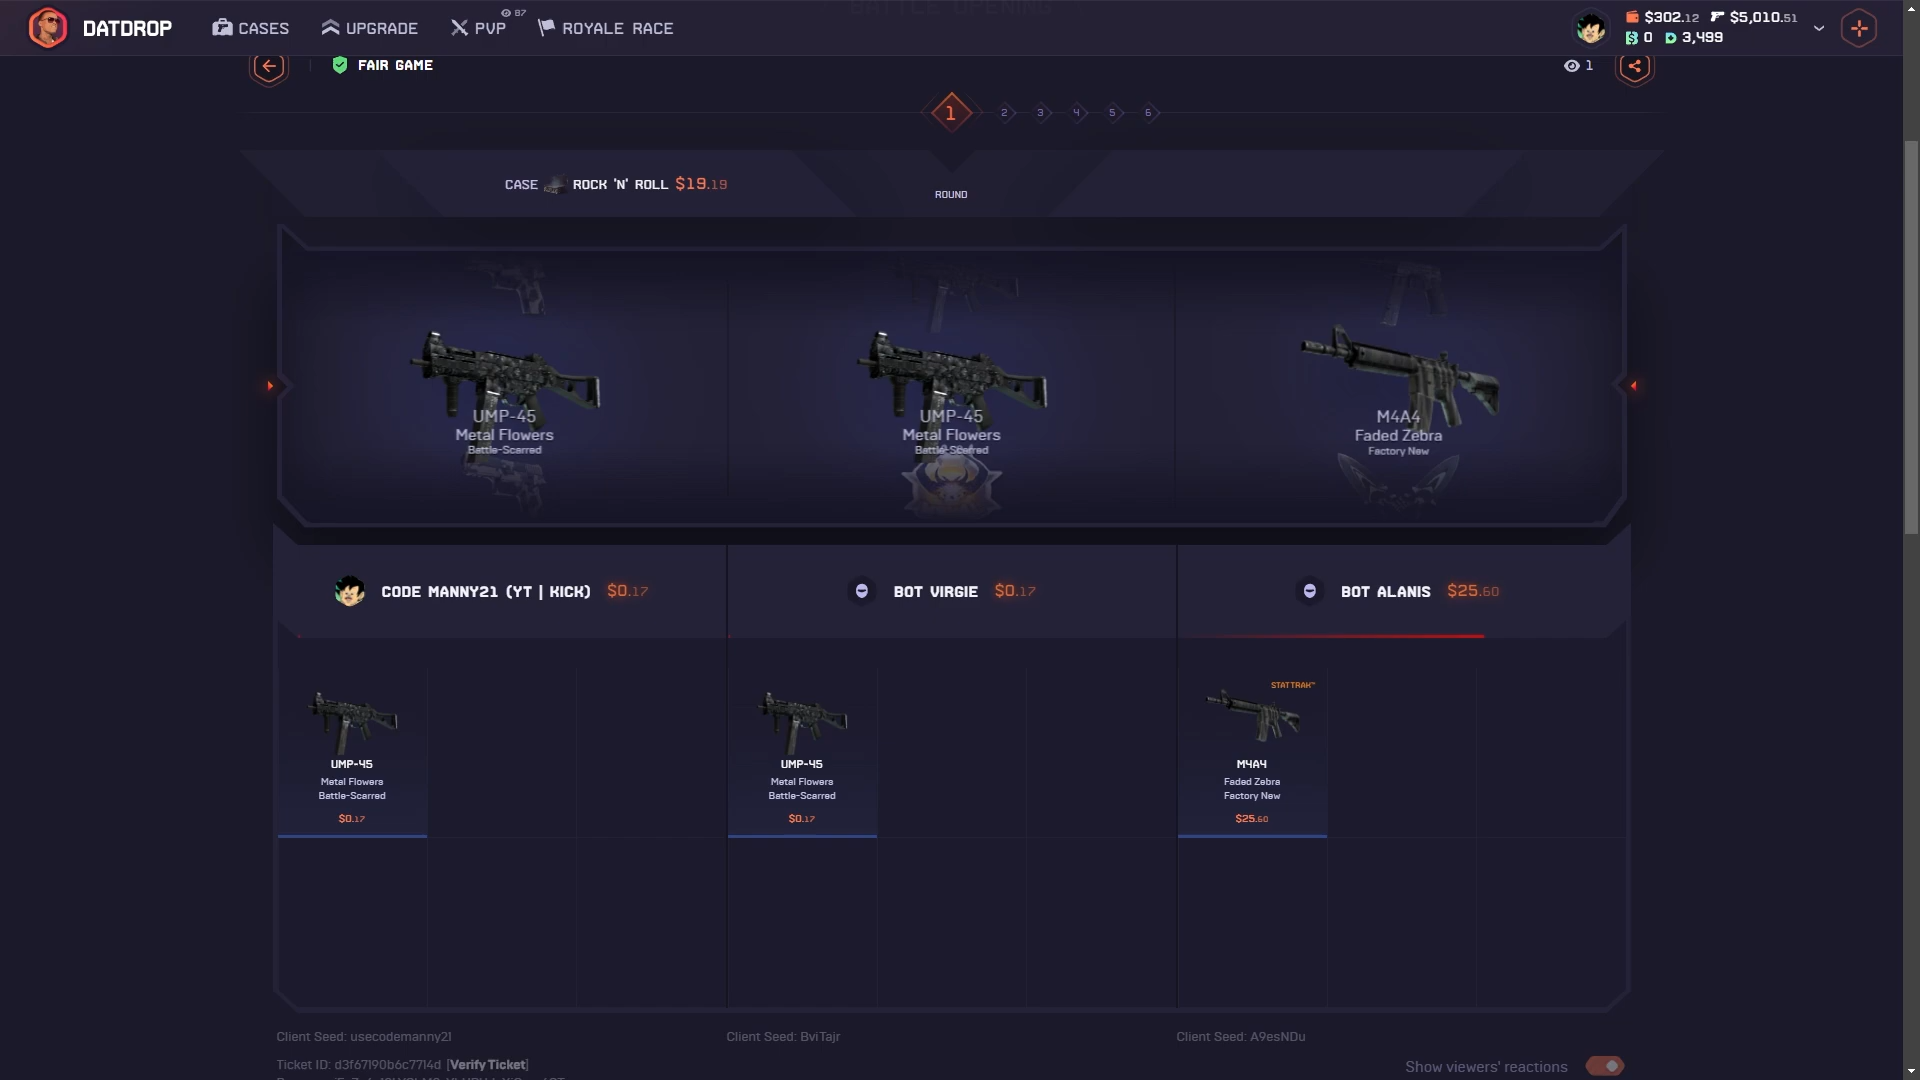 BATTLE OPENING
DATDROP
CASES
UPGRADE
PVP
87
ROYALE RACE
$302.12
$5,010.51
0
3,499
FAIR GAME
1
1
2
3
4
5
6
CASE ROCK 'N' ROLL $19.19
ROUND
UMP-45
Metal Flowers
Battle-Scarred
UMP-45
Metal Flowers
Battle-Scarred
M4A4
Faded Zebra
Factory New
CODE MANNY21 (YT | KICK) $0.17
BOT VIRGIE $0.17
BOT ALANIS $25.60
UMP-45
Metal Flowers
Battle-Scarred
$0.17
UMP-45
Metal Flowers
Battle-Scarred
$0.17
STATTRAK™
M4A4
Faded Zebra
Factory New
$25.60
Client Seed: usecodemanny21
Client Seed: BviTajr
Client Seed: A9esNDu
Ticket ID: d3f67190b6c7714d [Verify Ticket]
Show viewers' reactions